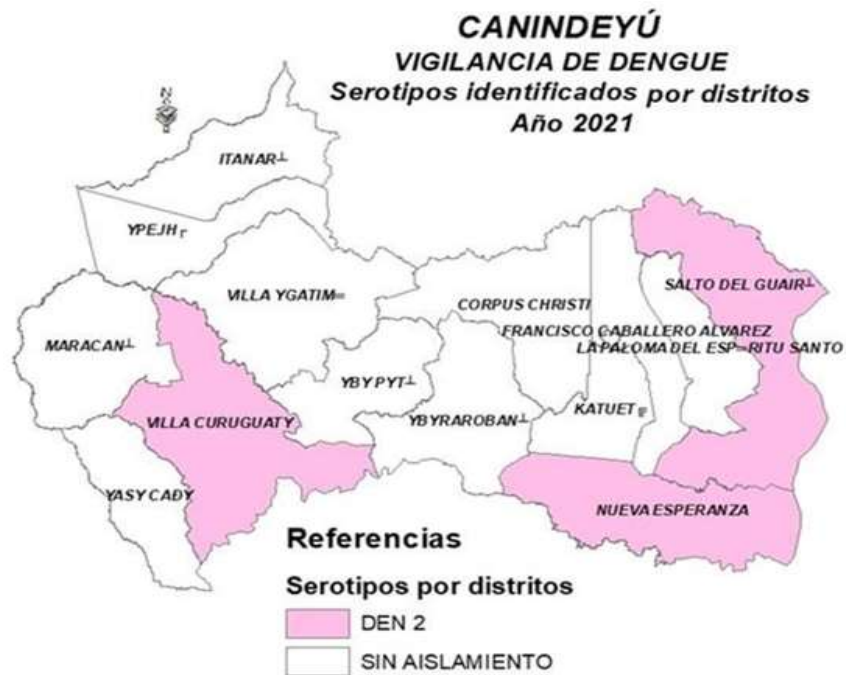 CANINDEYÚ
VIGILANCIA DE DENGUE
Serotipos identificados por distritos
Año 2021
N
ITANAR┴
YPEJH╓
VILLA YGATIM═
CORPUS CHRISTI
SALTO DEL GUAIR┴
FRANCISCO CABALLERO ALVAREZ
LA PALOMA DEL ESP═RITU SANTO
MARACAN┴
YBY PYT┴
KATUET╔
VILLA CURUGUATY
YBYRAROBAN┴
YASY CAÐY
NUEVA ESPERANZA
Referencias
Serotipos por distritos
DEN 2
SIN AISLAMIENTO